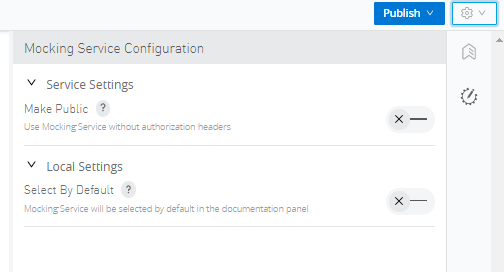 Publish
Mocking Service Configuration
Service Settings
Make Public ?
Use Mocking Service without authorization headers
Local Settings
Select By Default ?
Mocking Service will be selected by default in the documentation panel